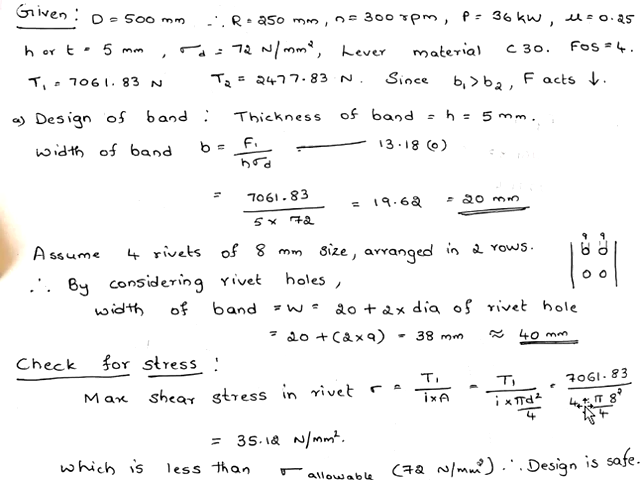 Given : D = 500 mm ∴ R = 250 mm, n = 300 rpm, P = 36 kW, μ = 0.25
h or t = 5 mm , σd = 72 N/mm², Lever material C 30. FoS = 4.
T₁ = 7061.83 N T₂ = 2477.83 N. Since b₁ > b₂, F acts ↓.
a) Design of band : Thickness of band = h = 5 mm.
width of band b = F₁ / hσd —— 13.18 (0)
= 7061.83 / 5 x 72 = 19.62 = 20 mm
Assume 4 rivets of 8 mm size, arranged in 2 rows.
9 9
∴ By considering rivet holes,
width of band = w = 20 + 2 x dia of rivet hole
= 20 + (2 x 9) = 38 mm ≈ 40 mm
Check for stress :
Max shear stress in rivet σ = T₁ / i x A = T₁ / i x πd²/4 = 7061.83 / 4 x π 8²/4
= 35.12 N/mm².
which is less than σ allowable (72 N/mm²) ∴ Design is safe.